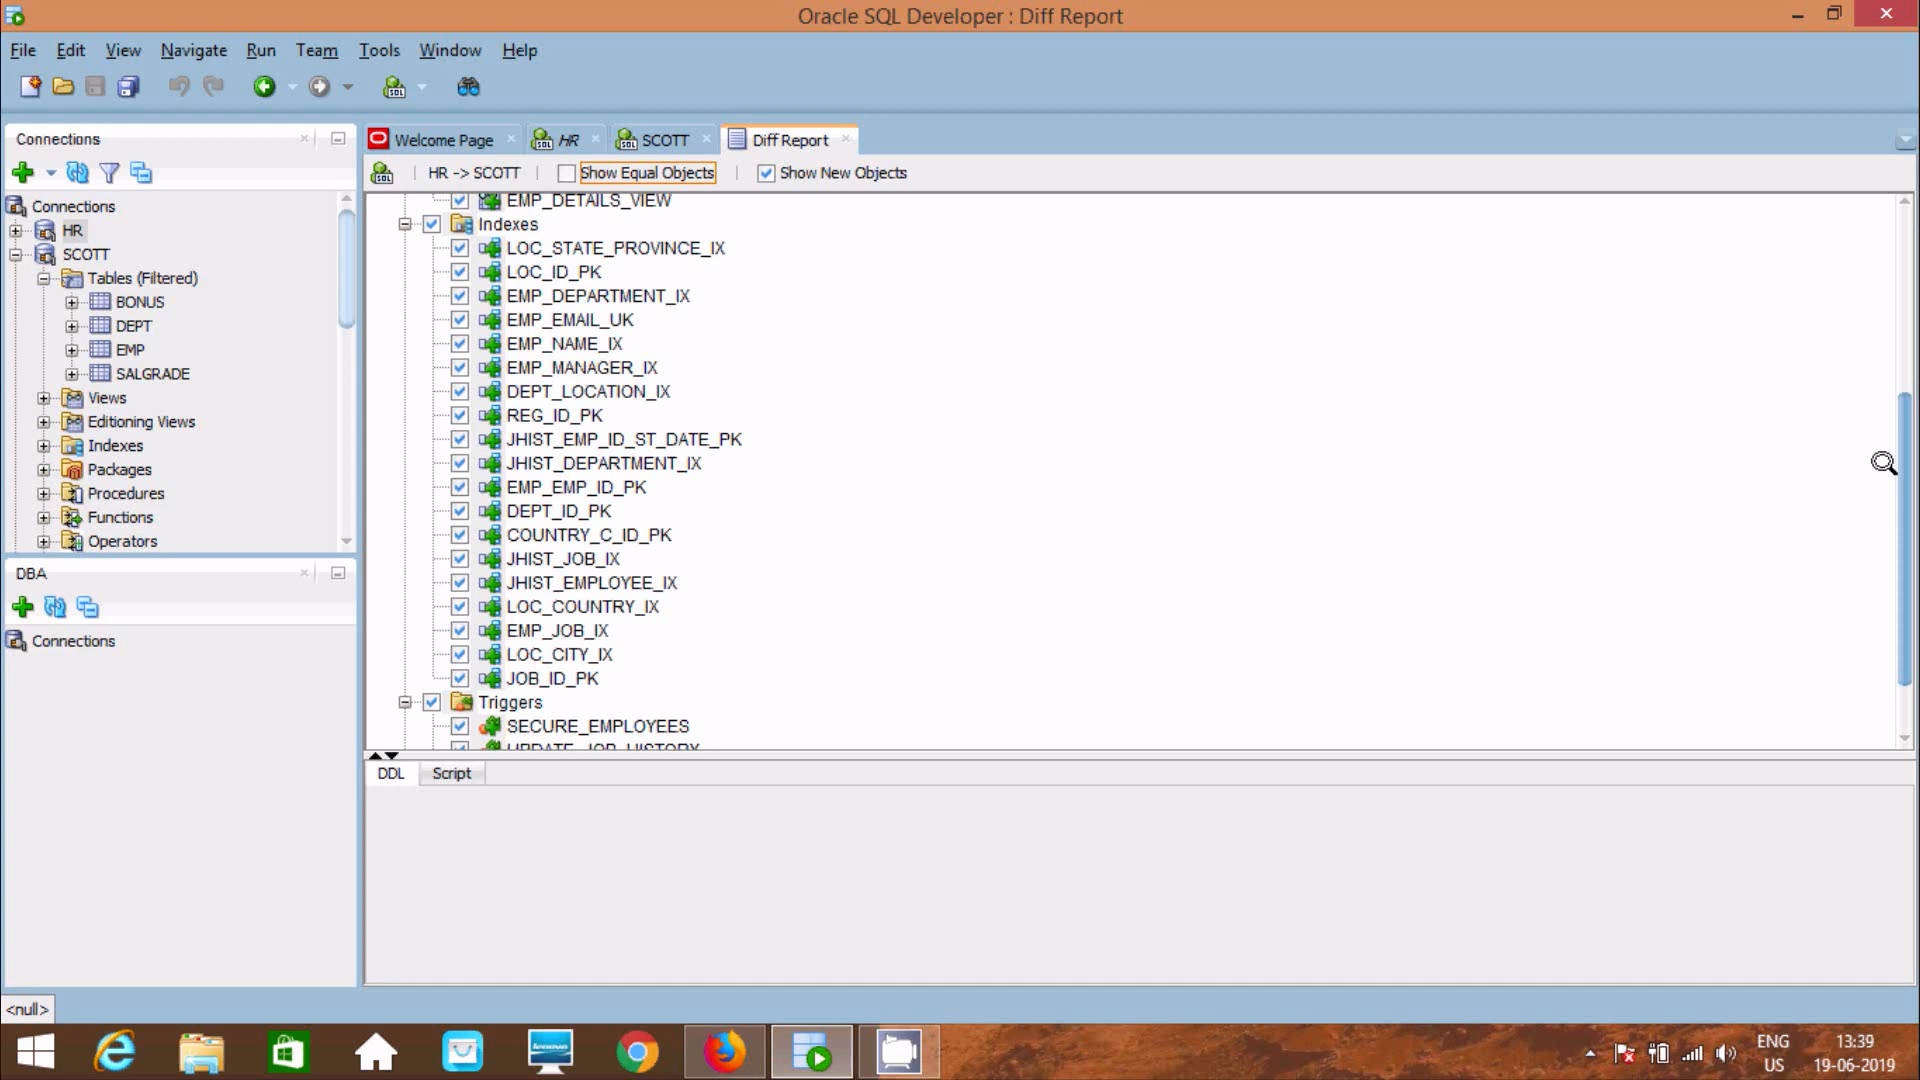 Oracle SQL Developer : Diff Report
File Edit View Navigate Run Team Tools Window Help
Connections
Connections
HR
SCOTT
Tables (Filtered)
BONUS
DEPT
EMP
SALGRADE
Views
Editioning Views
Indexes
Packages
Procedures
Functions
Operators
DBA
Connections
Welcome Page HR SCOTT Diff Report
HR -> SCOTT Show Equal Objects Show New Objects
EMP_DETAILS_VIEW
Indexes
LOC_STATE_PROVINCE_IX
LOC_ID_PK
EMP_DEPARTMENT_IX
EMP_EMAIL_UK
EMP_NAME_IX
EMP_MANAGER_IX
DEPT_LOCATION_IX
REG_ID_PK
JHIST_EMP_ID_ST_DATE_PK
JHIST_DEPARTMENT_IX
EMP_EMP_ID_PK
DEPT_ID_PK
COUNTRY_C_ID_PK
JHIST_JOB_IX
JHIST_EMPLOYEE_IX
LOC_COUNTRY_IX
EMP_JOB_IX
LOC_CITY_IX
JOB_ID_PK
Triggers
SECURE_EMPLOYEES
UPDATE_JOB_HISTORY
DDL Script
<null>
ENG 13:39
US 19-06-2019